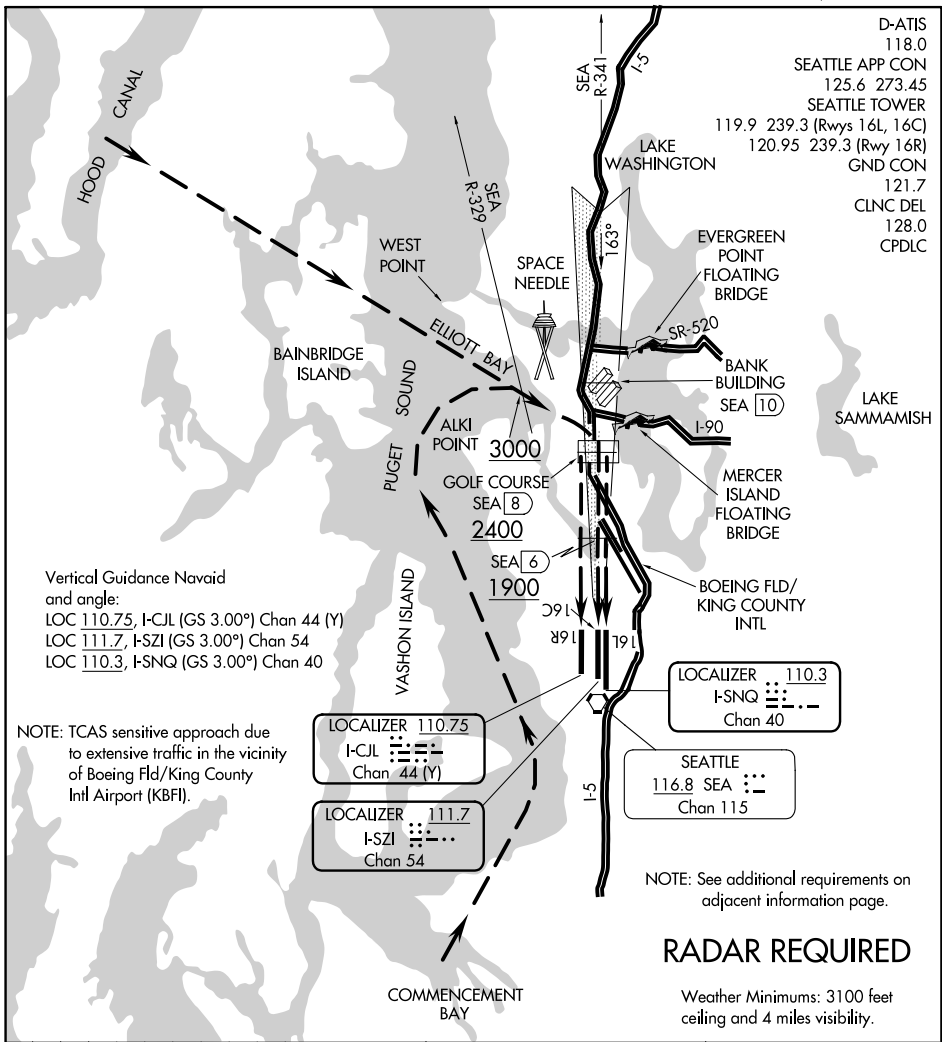 D-ATIS
118.0
SEATTLE APP CON
125.6 273.45
SEATTLE TOWER
119.9 239.3 (Rwys 16L, 16C)
120.95 239.3 (Rwy 16R)
GND CON
121.7
CLNC DEL
128.0
CPDLC
HOOD CANAL
SEA
R-341
I-5
SEA
R-329
LAKE
WASHINGTON
163°
WEST
POINT
SPACE
NEEDLE
EVERGREEN
POINT
FLOATING
BRIDGE
SR-520
ELLIOTT BAY
BAINBRIDGE
ISLAND
PUGET SOUND
BANK
BUILDING
SEA 10
LAKE
SAMMAMISH
I-90
ALKI
POINT
3000
GOLF COURSE
SEA 8
2400
MERCER
ISLAND
FLOATING
BRIDGE
SEA 6
1900
BOEING FLD/
KING COUNTY
INTL
16C
16R
16L
Vertical Guidance Navaid
and angle:
LOC 110.75, I-CJL (GS 3.00°) Chan 44 (Y)
LOC 111.7, I-SZI (GS 3.00°) Chan 54
LOC 110.3, I-SNQ (GS 3.00°) Chan 40
VASHON ISLAND
NOTE: TCAS sensitive approach due
to extensive traffic in the vicinity
of Boeing Fld/King County
Intl Airport (KBFI).
LOCALIZER 110.75
I-CJL
Chan 44 (Y)
LOCALIZER 111.7
I-SZI
Chan 54
LOCALIZER 110.3
I-SNQ
Chan 40
SEATTLE
116.8 SEA
Chan 115
I-5
NOTE: See additional requirements on
adjacent information page.
RADAR REQUIRED
COMMENCEMENT
BAY
Weather Minimums: 3100 feet
ceiling and 4 miles visibility.